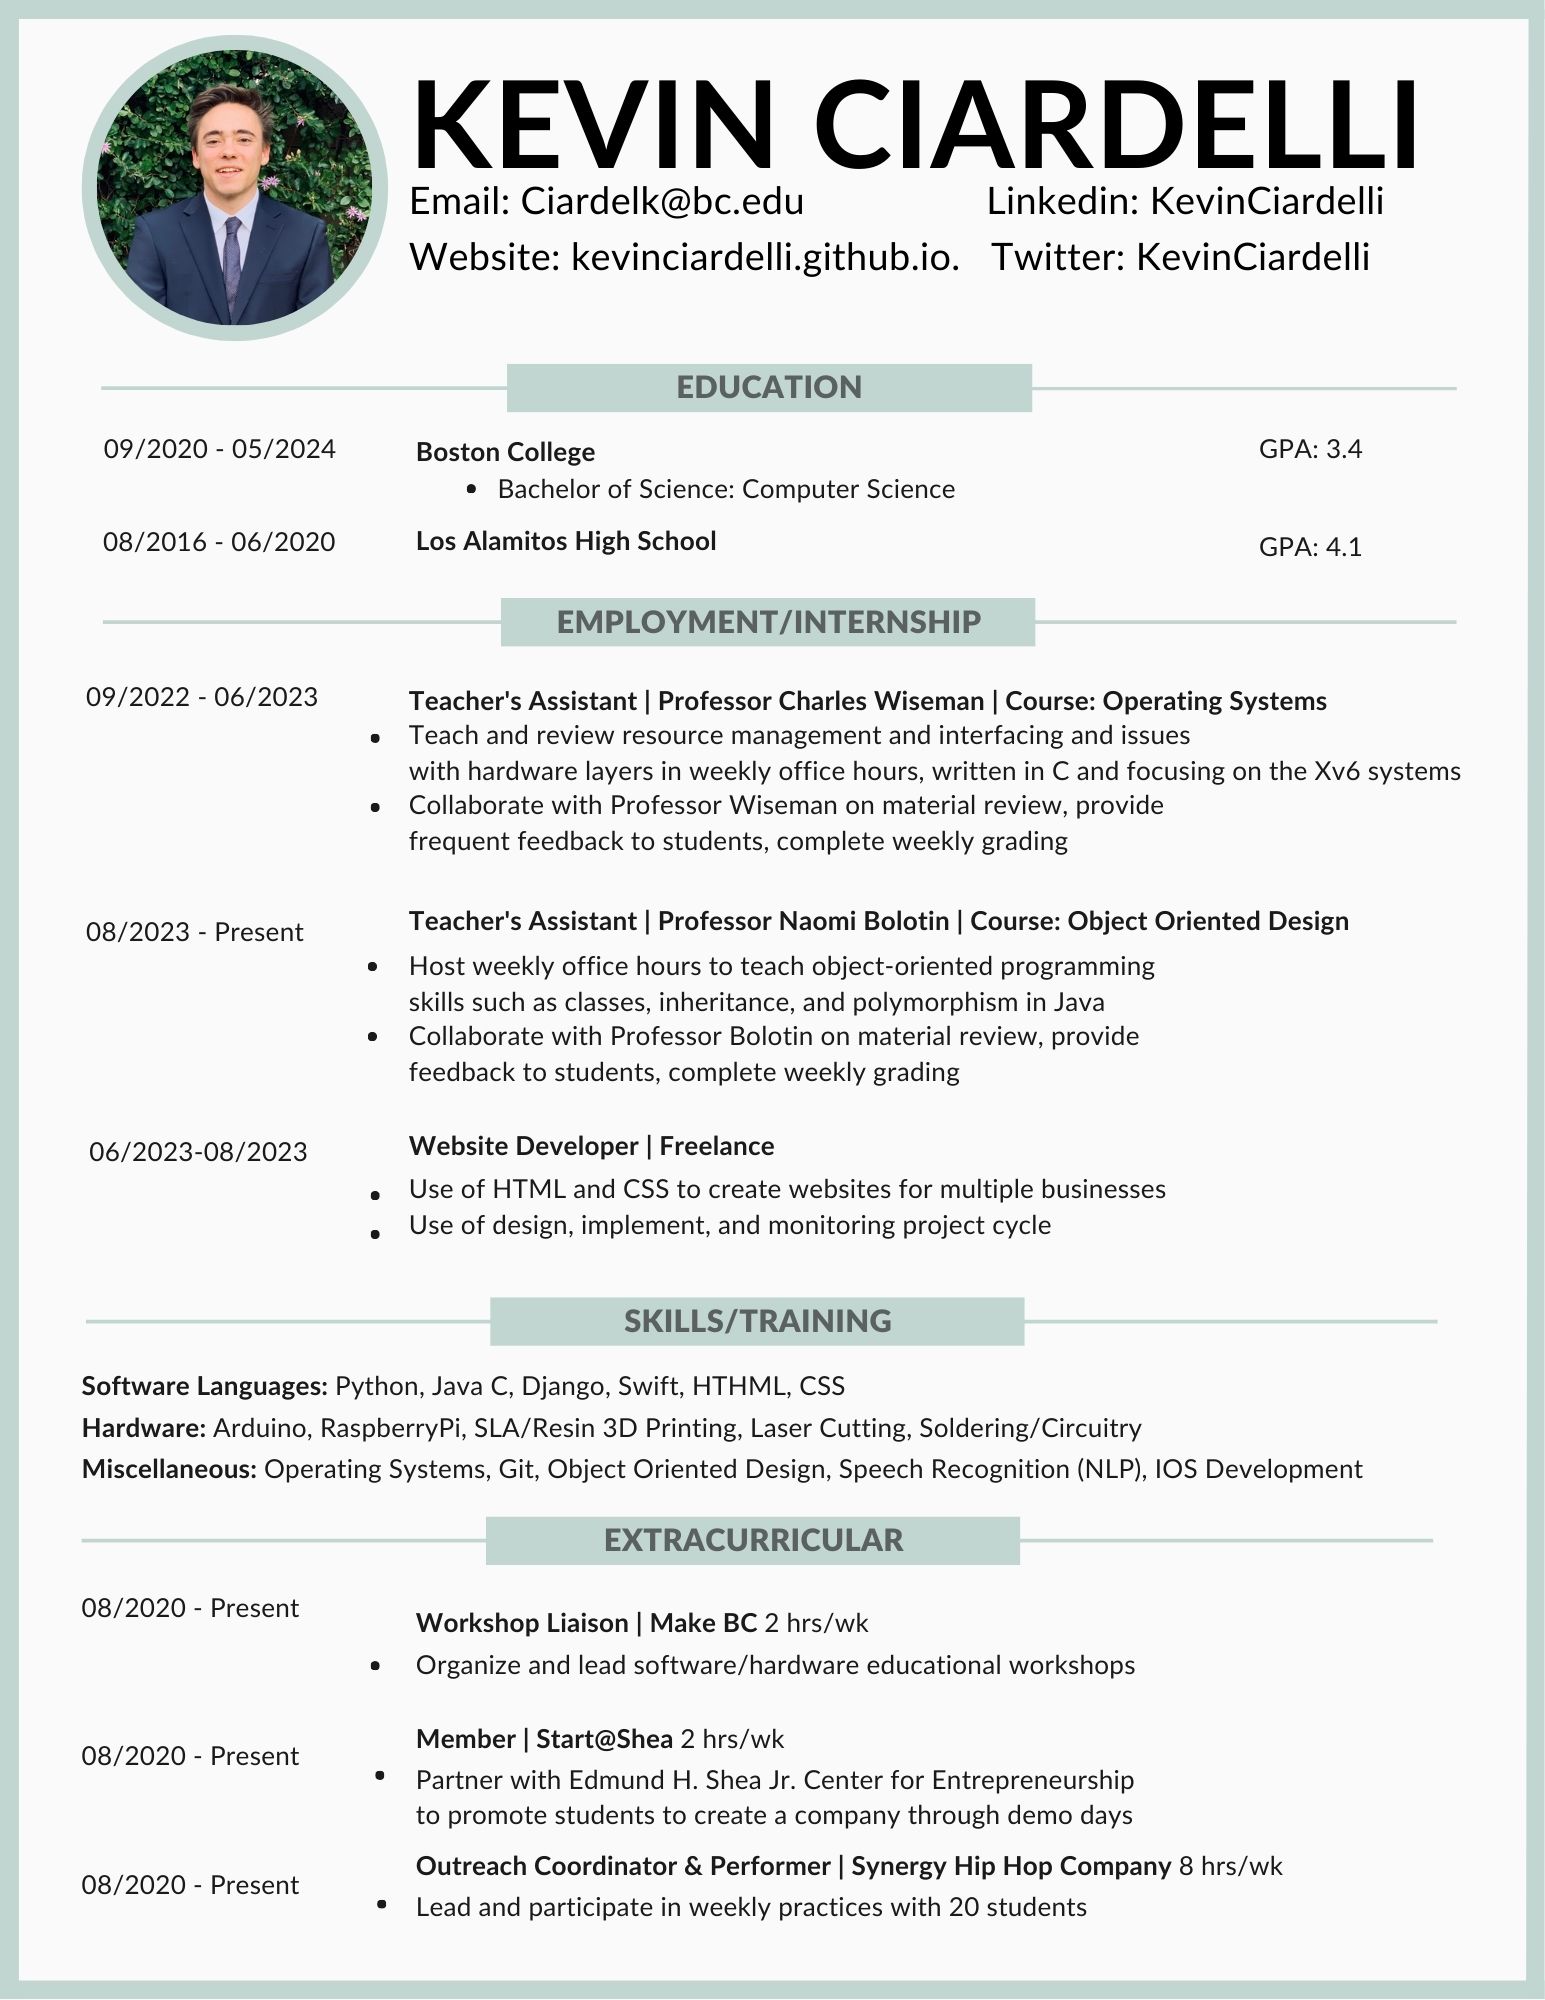 KEVIN CIARDELLI
Email: Ciardelk@bc.edu Linkedin: KevinCiardelli
Website: kevinciardelli.github.io. Twitter: KevinCiardelli
EDUCATION
09/2020 - 05/2024 Boston College GPA: 3.4
• Bachelor of Science: Computer Science
08/2016 - 06/2020 Los Alamitos High School GPA: 4.1
EMPLOYMENT/INTERNSHIP
09/2022 - 06/2023 Teacher's Assistant | Professor Charles Wiseman | Course: Operating Systems
• Teach and review resource management and interfacing and issues
with hardware layers in weekly office hours, written in C and focusing on the Xv6 systems
• Collaborate with Professor Wiseman on material review, provide
frequent feedback to students, complete weekly grading
08/2023 - Present Teacher's Assistant | Professor Naomi Bolotin | Course: Object Oriented Design
• Host weekly office hours to teach object-oriented programming
skills such as classes, inheritance, and polymorphism in Java
• Collaborate with Professor Bolotin on material review, provide
feedback to students, complete weekly grading
06/2023-08/2023 Website Developer | Freelance
• Use of HTML and CSS to create websites for multiple businesses
• Use of design, implement, and monitoring project cycle
SKILLS/TRAINING
Software Languages: Python, Java C, Django, Swift, HTHML, CSS
Hardware: Arduino, RaspberryPi, SLA/Resin 3D Printing, Laser Cutting, Soldering/Circuitry
Miscellaneous: Operating Systems, Git, Object Oriented Design, Speech Recognition (NLP), IOS Development
EXTRACURRICULAR
08/2020 - Present Workshop Liaison | Make BC 2 hrs/wk
• Organize and lead software/hardware educational workshops
08/2020 - Present Member | Start@Shea 2 hrs/wk
• Partner with Edmund H. Shea Jr. Center for Entrepreneurship
to promote students to create a company through demo days
08/2020 - Present Outreach Coordinator & Performer | Synergy Hip Hop Company 8 hrs/wk
• Lead and participate in weekly practices with 20 students